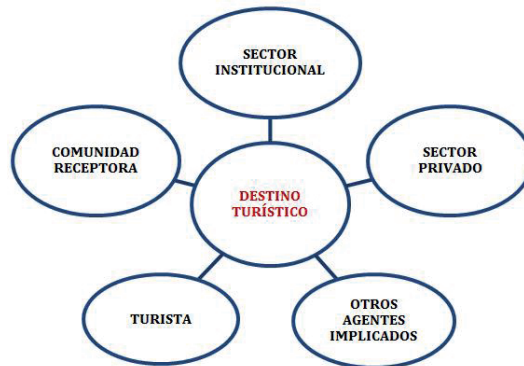 SECTOR
INSTITUCIONAL
COMUNIDAD
RECEPTORA
SECTOR
PRIVADO
DESTINO
TURÍSTICO
TURISTA
OTROS
AGENTES
IMPLICADOS